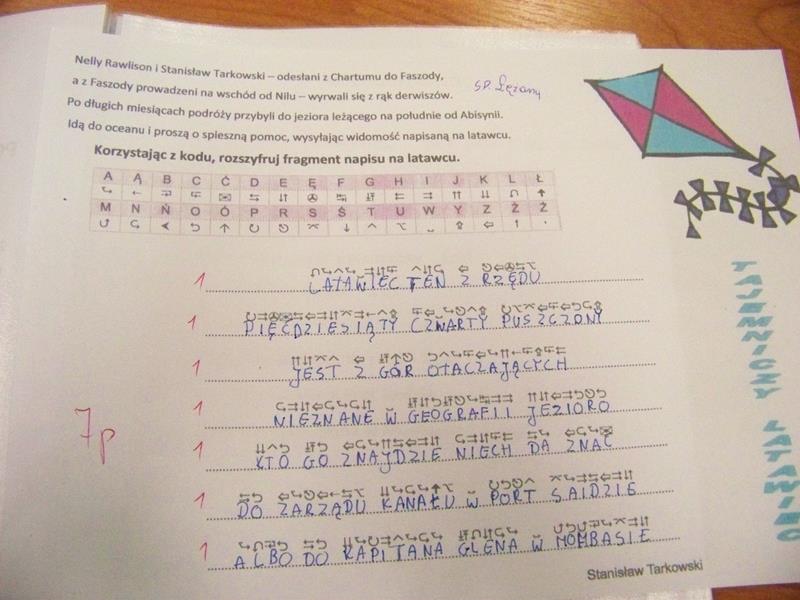 Nelly Rawlison i Stanisław Tarkowski – odesłani z Chartumu do Faszody,
a z Faszody prowadzeni na wschód od Nilu – wyrwali się z rąk derwiszów.
SP. Łężany
Po długich miesiącach podróży przybyli do jeziora leżącego na południe od Abisynii.
Idą do oceanu i proszą o spieszną pomoc, wysyłając widomość napisaną na latawcu.
Korzystając z kodu, rozszyfruj fragment napisu na latawcu.
A Ą B C Ć D E Ę F G H I J K L Ł
M N Ń O Ó P R S Ś T U W Y Z Ż Ź
1 LATAWIEC TEN Z RZĘDU
1 PIĘĆDZIESIĄTY CZWARTY PUSZCZONY
1 JEST Z GÓR OTACZAJĄCYCH
1 NIEZNANE W GEOGRAFII JEZIORO
1 KTO GO ZNAJDZIE NIECH DA ZNAĆ
1 DO ZARZĄDU KANAŁU W PORT SAIDZIE
1 ALBO DO KAPITANA GLENA W MOMBASIE
7p
Stanisław Tarkowski
TAJEMNICZY LATAWIEC